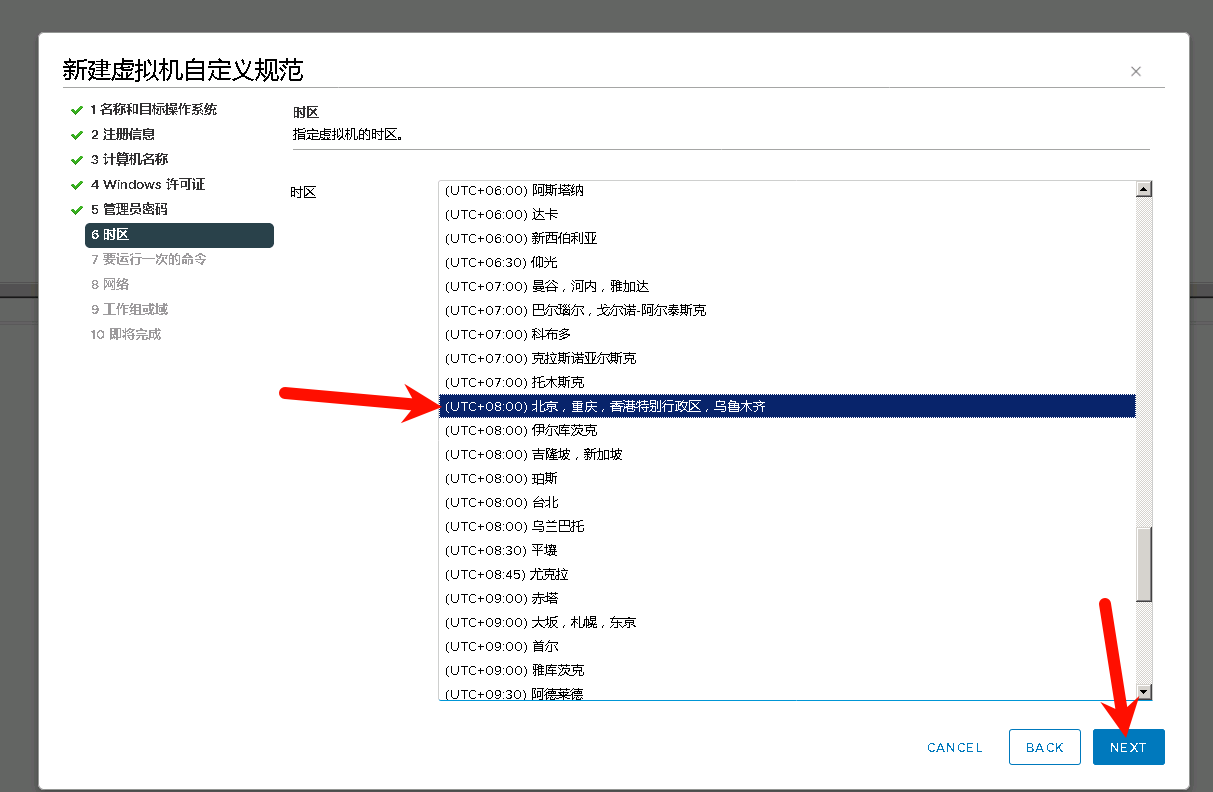 新建虚拟机自定义规范
1 名称和目标操作系统
2 注册信息
3 计算机名称
4 Windows 许可证
5 管理员密码
6 时区
7 要运行一次的命令
8 网络
9 工作组或域
10 即将完成
时区
指定虚拟机的时区。
时区
(UTC+06:00) 阿斯塔纳
(UTC+06:00) 达卡
(UTC+06:00) 新西伯利亚
(UTC+06:30) 仰光
(UTC+07:00) 曼谷，河内，雅加达
(UTC+07:00) 巴尔瑙尔，戈尔诺-阿尔泰斯克
(UTC+07:00) 科布多
(UTC+07:00) 克拉斯诺亚尔斯克
(UTC+07:00) 托木斯克
(UTC+08:00) 北京，重庆，香港特别行政区，乌鲁木齐
(UTC+08:00) 伊尔库茨克
(UTC+08:00) 吉隆坡，新加坡
(UTC+08:00) 珀斯
(UTC+08:00) 台北
(UTC+08:00) 乌兰巴托
(UTC+08:30) 平壤
(UTC+08:45) 尤克拉
(UTC+09:00) 赤塔
(UTC+09:00) 大坂，札幌，东京
(UTC+09:00) 首尔
(UTC+09:00) 雅库茨克
(UTC+09:30) 阿德莱德
CANCEL
BACK
NEXT